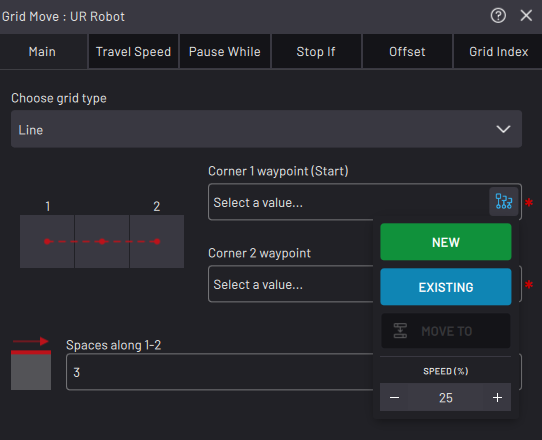 Grid Move : UR Robot
Main Travel Speed Pause While Stop If Offset Grid Index
Choose grid type
Line
Corner 1 waypoint (Start)
Select a value...
1 2
NEW
Corner 2 waypoint
Select a value...
EXISTING
MOVE TO
Spaces along 1-2
SPEED (%)
3
− 25 +